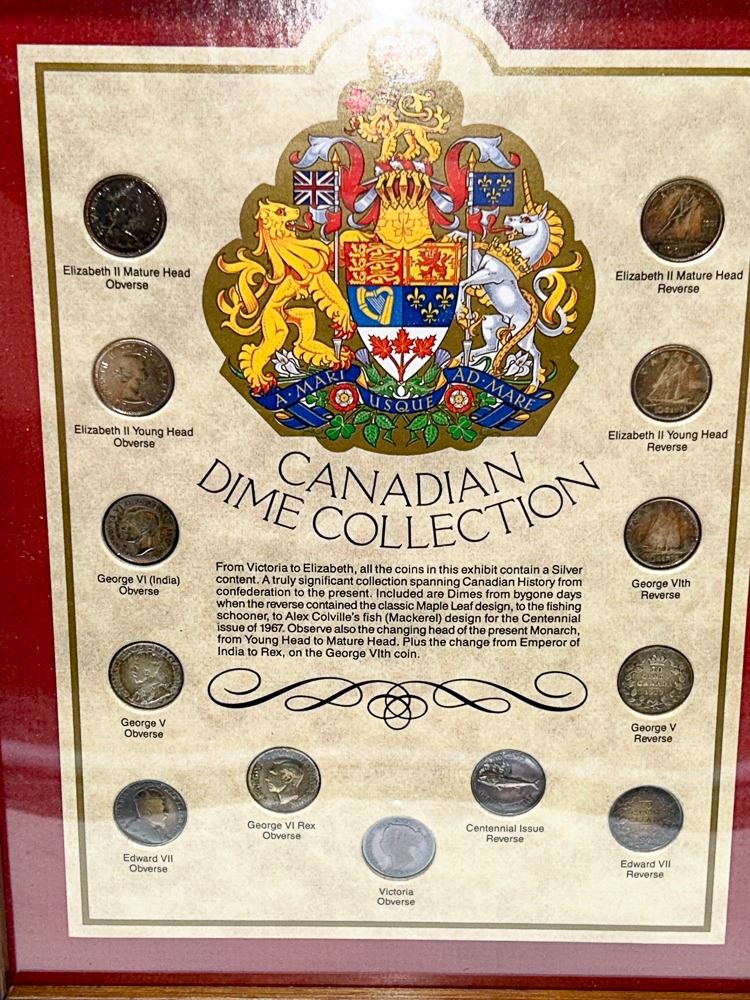 A·MARI
USQUE
AD·MARE
Elizabeth II Mature Head
Obverse
Elizabeth II Mature Head
Reverse
Elizabeth II Young Head
Obverse
Elizabeth II Young Head
Reverse
CANADIAN
DIME COLLECTION
George VI (India)
Obverse
George VIth
Reverse
From Victoria to Elizabeth, all the coins in this exhibit contain a Silver
content. A truly significant collection spanning Canadian History from
confederation to the present. Included are Dimes from bygone days
when the reverse contained the classic Maple Leaf design, to the fishing
schooner, to Alex Colville's fish (Mackerel) design for the Centennial
issue of 1967. Observe also the changing head of the present Monarch,
from Young Head to Mature Head. Plus the change from Emperor of
India to Rex, on the George VIth coin.
George V
Obverse
George V
Reverse
George VI Rex
Obverse
Centennial Issue
Reverse
Edward VII
Obverse
Edward VII
Reverse
Victoria
Obverse